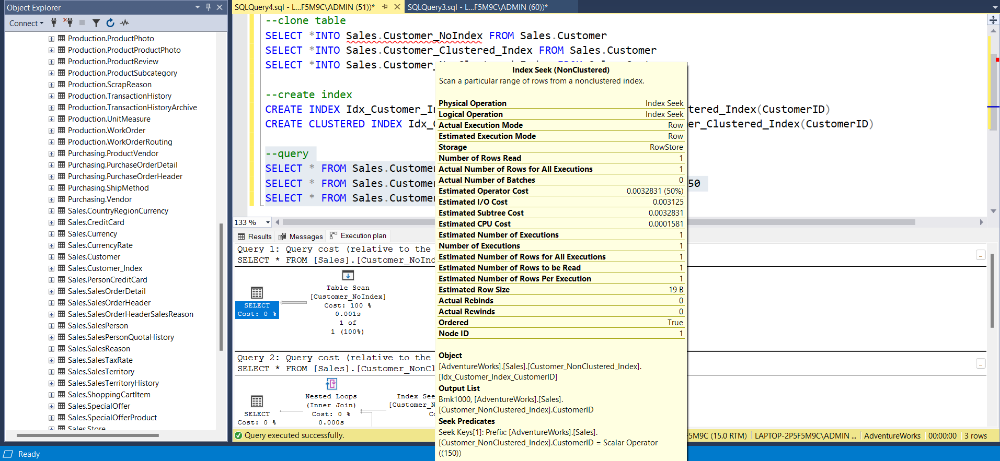 Object Explorer
Connect
Production.ProductPhoto
Production.ProductProductPhoto
Production.ProductReview
Production.ProductSubcategory
Production.ScrapReason
Production.TransactionHistory
Production.TransactionHistoryArchive
Production.UnitMeasure
Production.WorkOrder
Production.WorkOrderRouting
Purchasing.ProductVendor
Purchasing.PurchaseOrderDetail
Purchasing.PurchaseOrderHeader
Purchasing.ShipMethod
Purchasing.Vendor
Sales.CountryRegionCurrency
Sales.CreditCard
Sales.Currency
Sales.CurrencyRate
Sales.Customer
Sales.Customer_Index
Sales.PersonCreditCard
Sales.SalesOrderDetail
Sales.SalesOrderHeader
Sales.SalesOrderHeaderSalesReason
Sales.SalesPerson
Sales.SalesPersonQuotaHistory
Sales.SalesReason
Sales.SalesTaxRate
Sales.SalesTerritory
Sales.SalesTerritoryHistory
Sales.ShoppingCartItem
Sales.SpecialOffer
Sales.SpecialOfferProduct
Sales.Store
SQLQuery4.sql - L...F5M9C\ADMIN (51))*
SQLQuery3.sql - L...F5M9C\ADMIN (60))*
--clone table
SELECT *INTO Sales.Customer_NoIndex FROM Sales.Customer
SELECT *INTO Sales.Customer_Clustered_Index FROM Sales.Customer
SELECT *INTO Sales.Customer_
--create index
CREATE INDEX Idx_Customer_In tered_Index(CustomerID)
CREATE CLUSTERED INDEX Idx_C er_Clustered_Index(CustomerID)
--query
SELECT * FROM Sales.Customer
SELECT * FROM Sales.Customer 50
SELECT * FROM Sales.Customer
133 %
Results Messages Execution plan
Query 1: Query cost (relative to the
SELECT * FROM [Sales].[Customer_NoInd
SELECT
Cost: 0 %
Table Scan
[Customer_NoIndex]
Cost: 100 %
0.001s
1 of
1 (100%)
Query 2: Query cost (relative to the
SELECT * FROM [Sales].[Customer_NonCl
SELECT
Cost: 0 %
Nested Loops
(Inner Join)
Cost: 0 %
0.000s
Index See
[Customer_N
Co
Index Seek (NonClustered)
Scan a particular range of rows from a nonclustered index.
Physical Operation Index Seek
Logical Operation Index Seek
Actual Execution Mode Row
Estimated Execution Mode Row
Storage RowStore
Number of Rows Read 1
Actual Number of Rows for All Executions 1
Actual Number of Batches 0
Estimated Operator Cost 0.0032831 (50%)
Estimated I/O Cost 0.003125
Estimated Subtree Cost 0.0032831
Estimated CPU Cost 0.0001581
Estimated Number of Executions 1
Number of Executions 1
Estimated Number of Rows for All Executions 1
Estimated Number of Rows to be Read 1
Estimated Number of Rows Per Execution 1
Estimated Row Size 19 B
Actual Rebinds 0
Actual Rewinds 0
Ordered True
Node ID 1
Object
[AdventureWorks].[Sales].[Customer_NonClustered_Index].
[Idx_Customer_Index_CustomerID]
Output List
Bmk1000, [AdventureWorks].[Sales].
[Customer_NonClustered_Index].CustomerID
Seek Predicates
Seek Keys[1]: Prefix: [AdventureWorks].[Sales].
[Customer_NonClustered_Index].CustomerID = Scalar Operator
((150))
Query executed successfully.
F5M9C (15.0 RTM) LAPTOP-2P5F5M9C\ADMIN ... AdventureWorks 00:00:00 3 rows
Ready